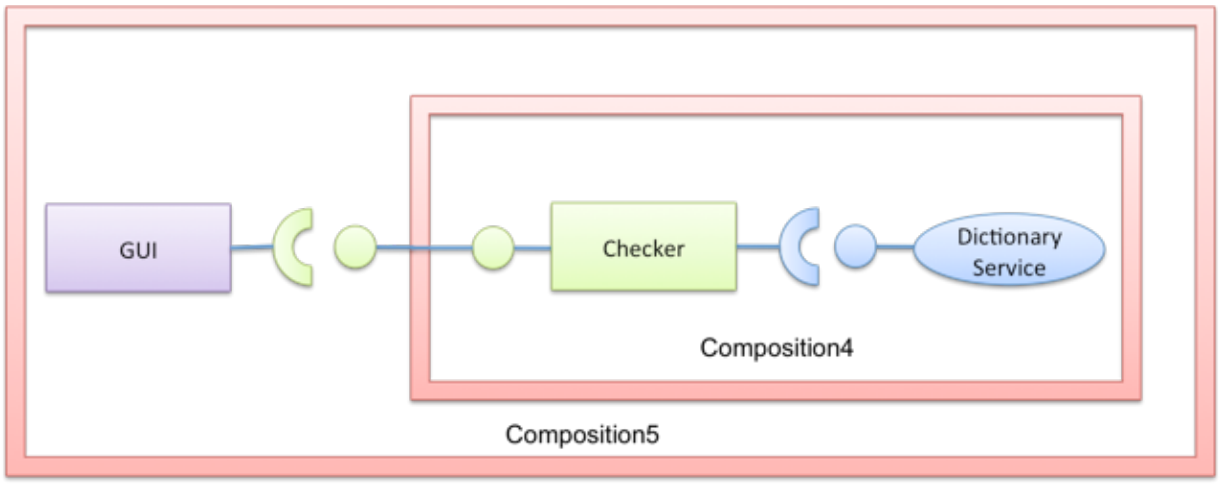 GUI
Checker
Dictionary
Service
Composition4
Composition5